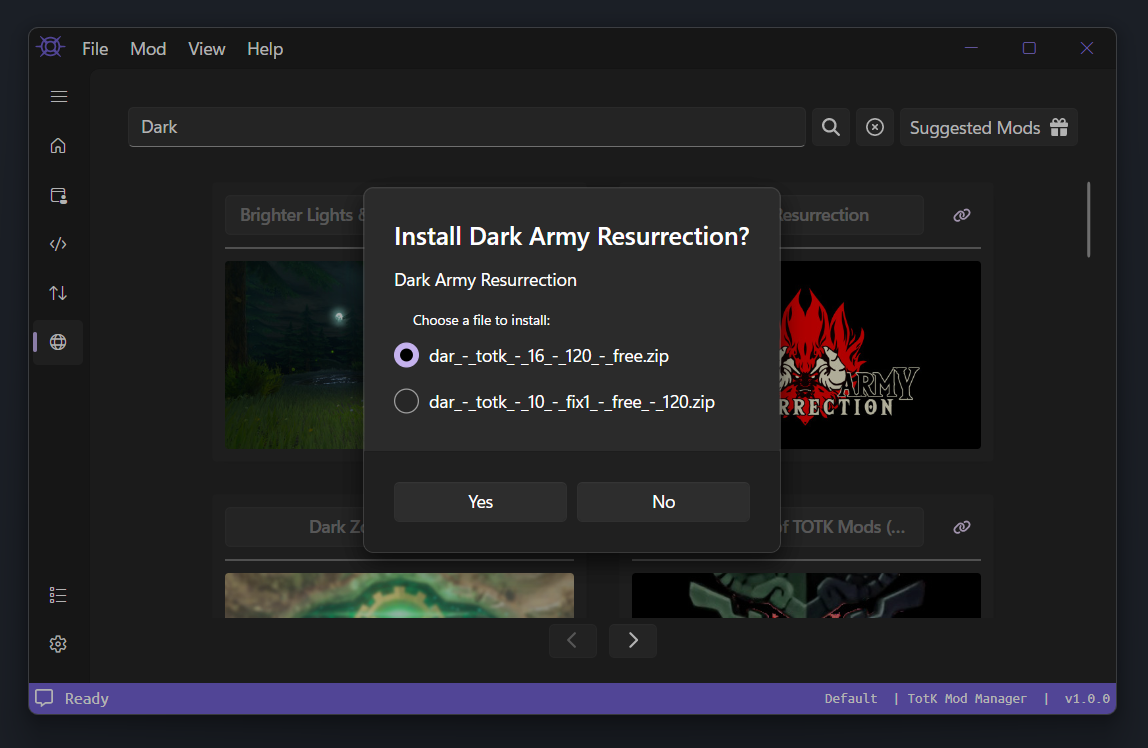 File Mod View Help
Dark
Suggested Mods
Brighter Lights &
Resurrection
Install Dark Army Resurrection?
Dark Army Resurrection
Choose a file to install:
dar_-_totk_-_16_-_120_-_free.zip
dar_-_totk_-_10_-_fix1_-_free_-_120.zip
ARMY
RRECTION
Yes No
Dark Zo
of TOTK Mods (...
Ready
Default | TotK Mod Manager | v1.0.0